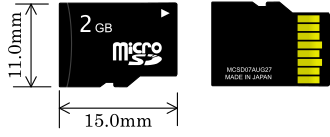 11.0mm
2 GB
micro
SD
15.0mm
MCSD07AUG27
MADE IN JAPAN